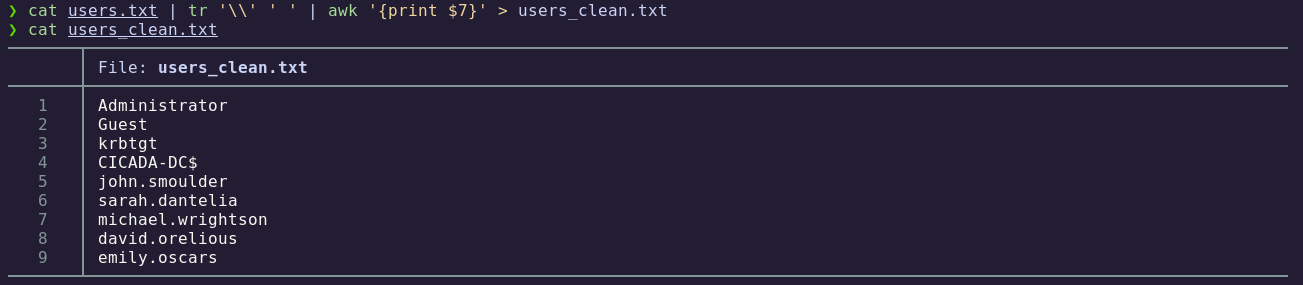 ❯ cat users.txt | tr '\\' ' ' | awk '{print $7}' > users_clean.txt
❯ cat users_clean.txt
File: users_clean.txt
1 Administrator
2 Guest
3 krbtgt
4 CICADA-DC$
5 john.smoulder
6 sarah.dantelia
7 michael.wrightson
8 david.orelious
9 emily.oscars